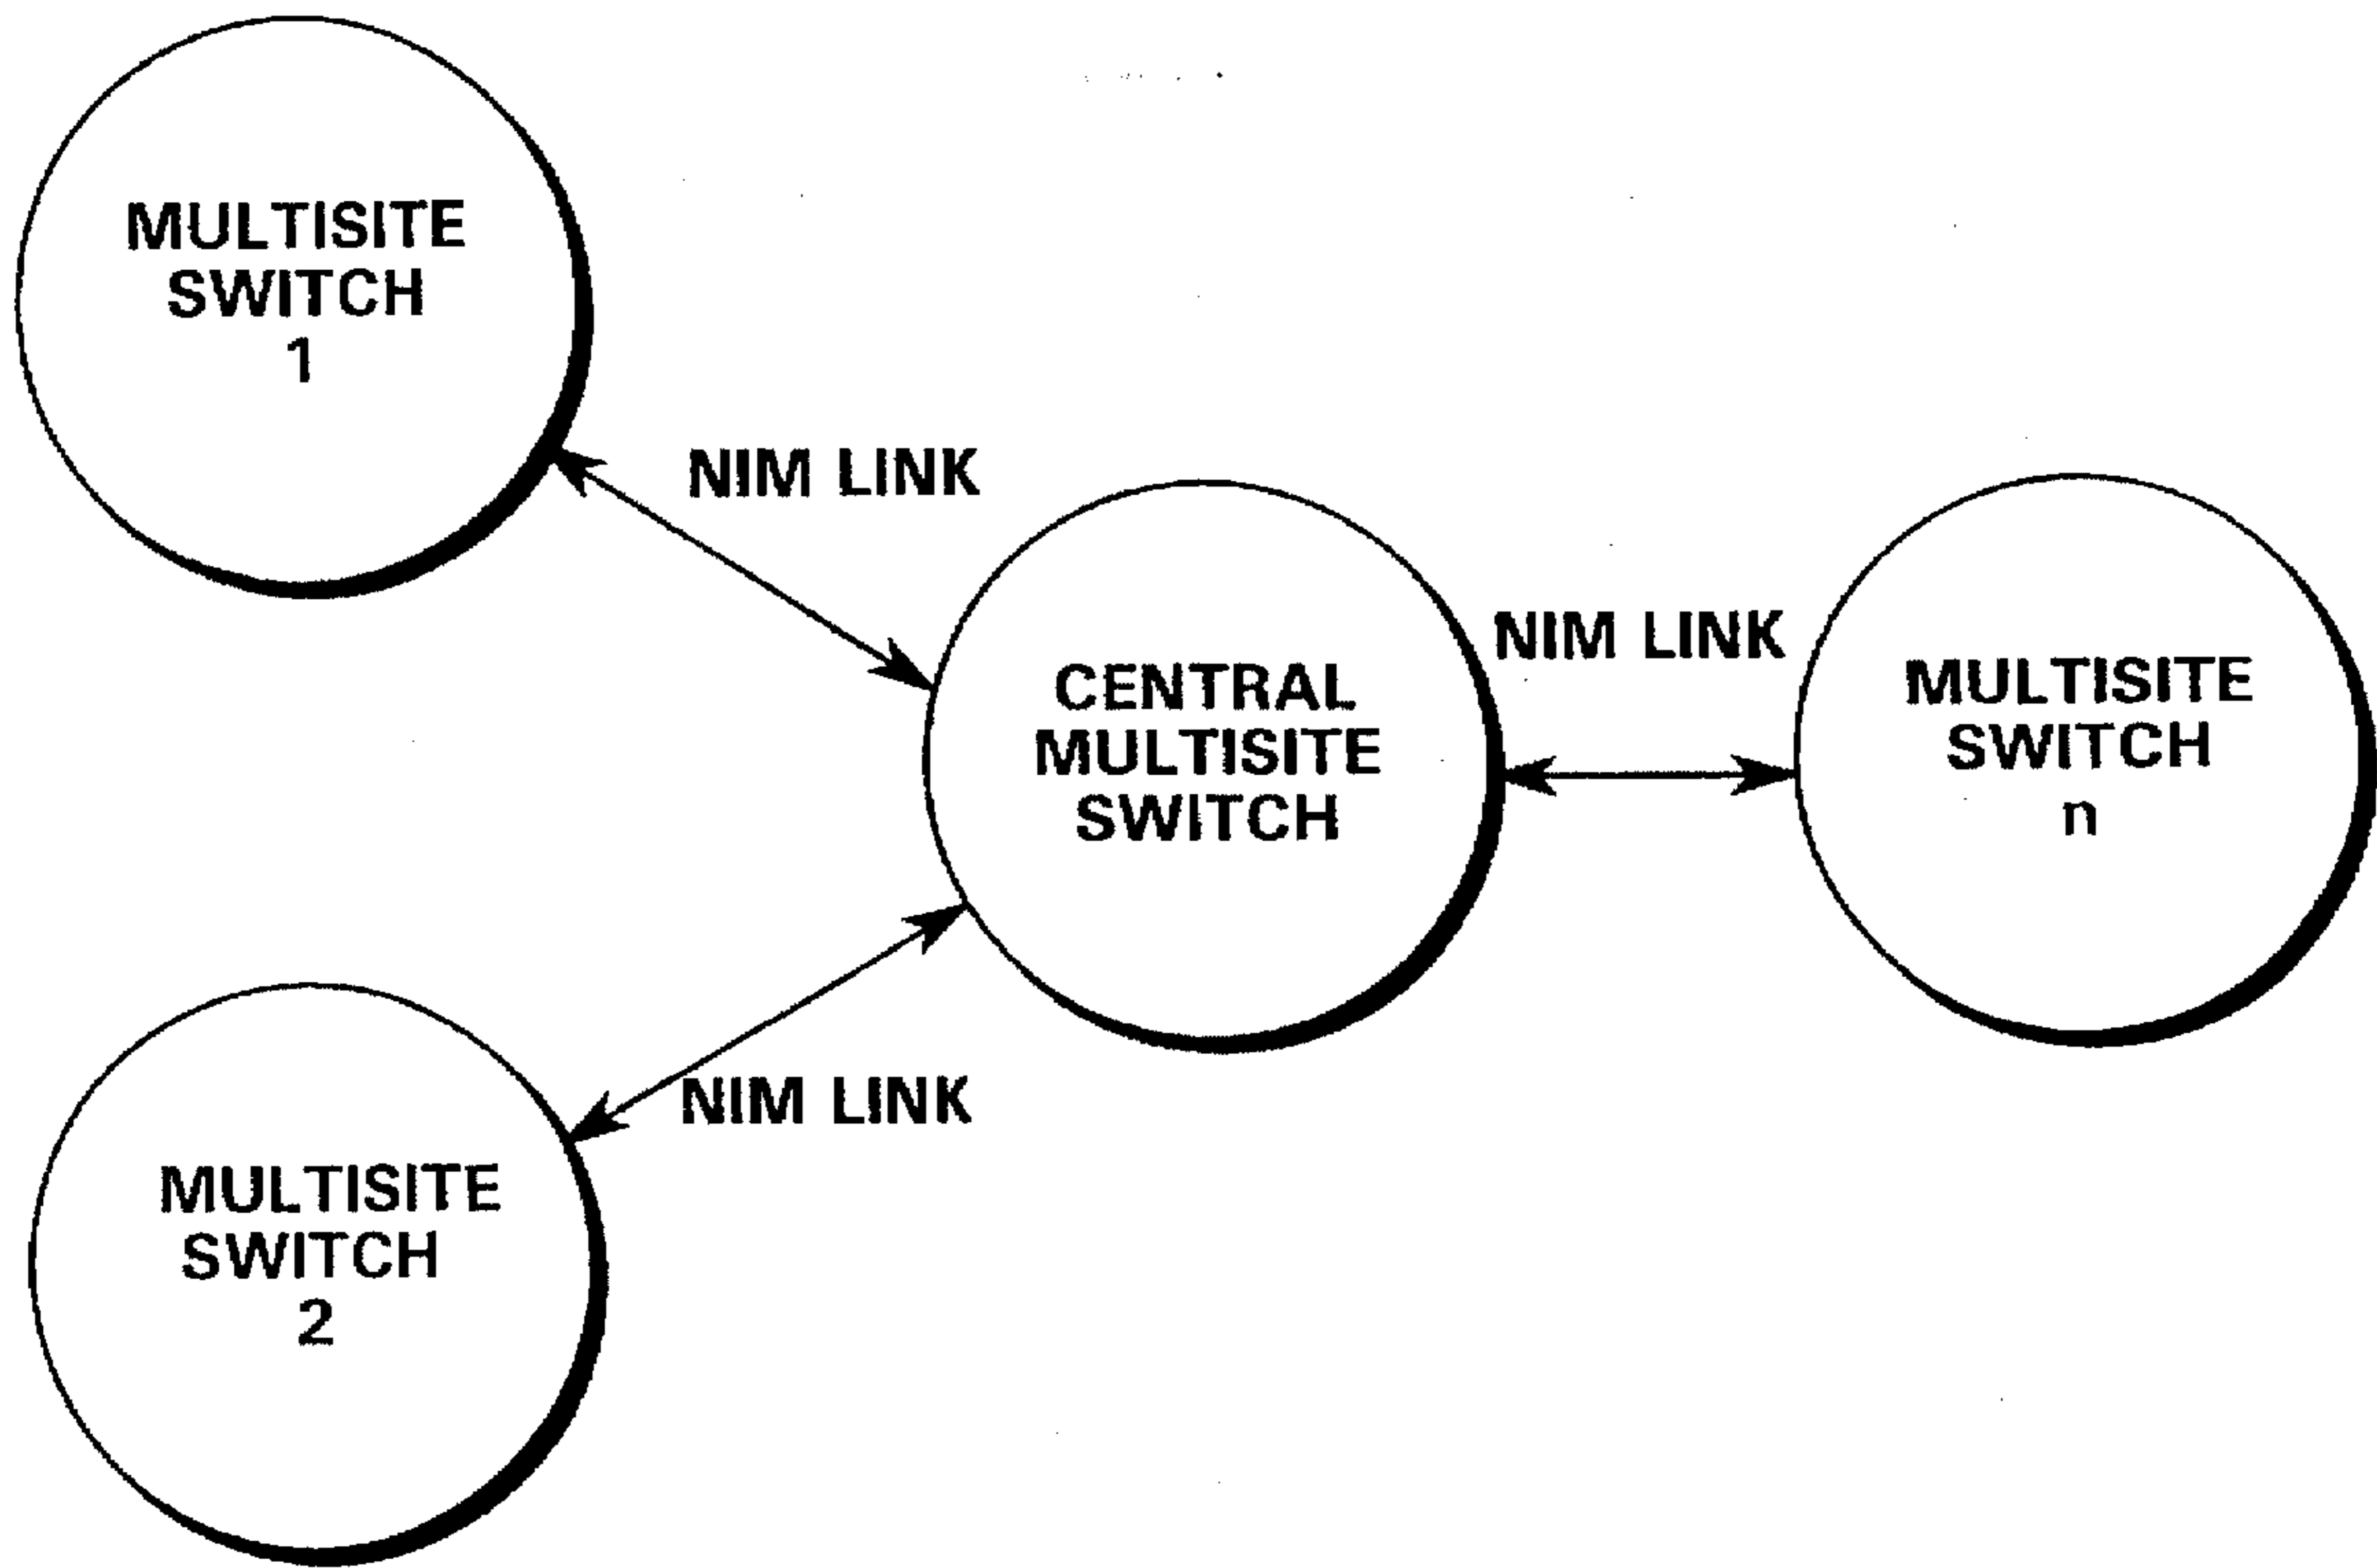 MULTISITE
SWITCH
1
NIM LINK
CENTRAL
MULTISITE
SWITCH
NIM LINK
MULTISITE
SWITCH
n
NIM LINK
MULTISITE
SWITCH
2